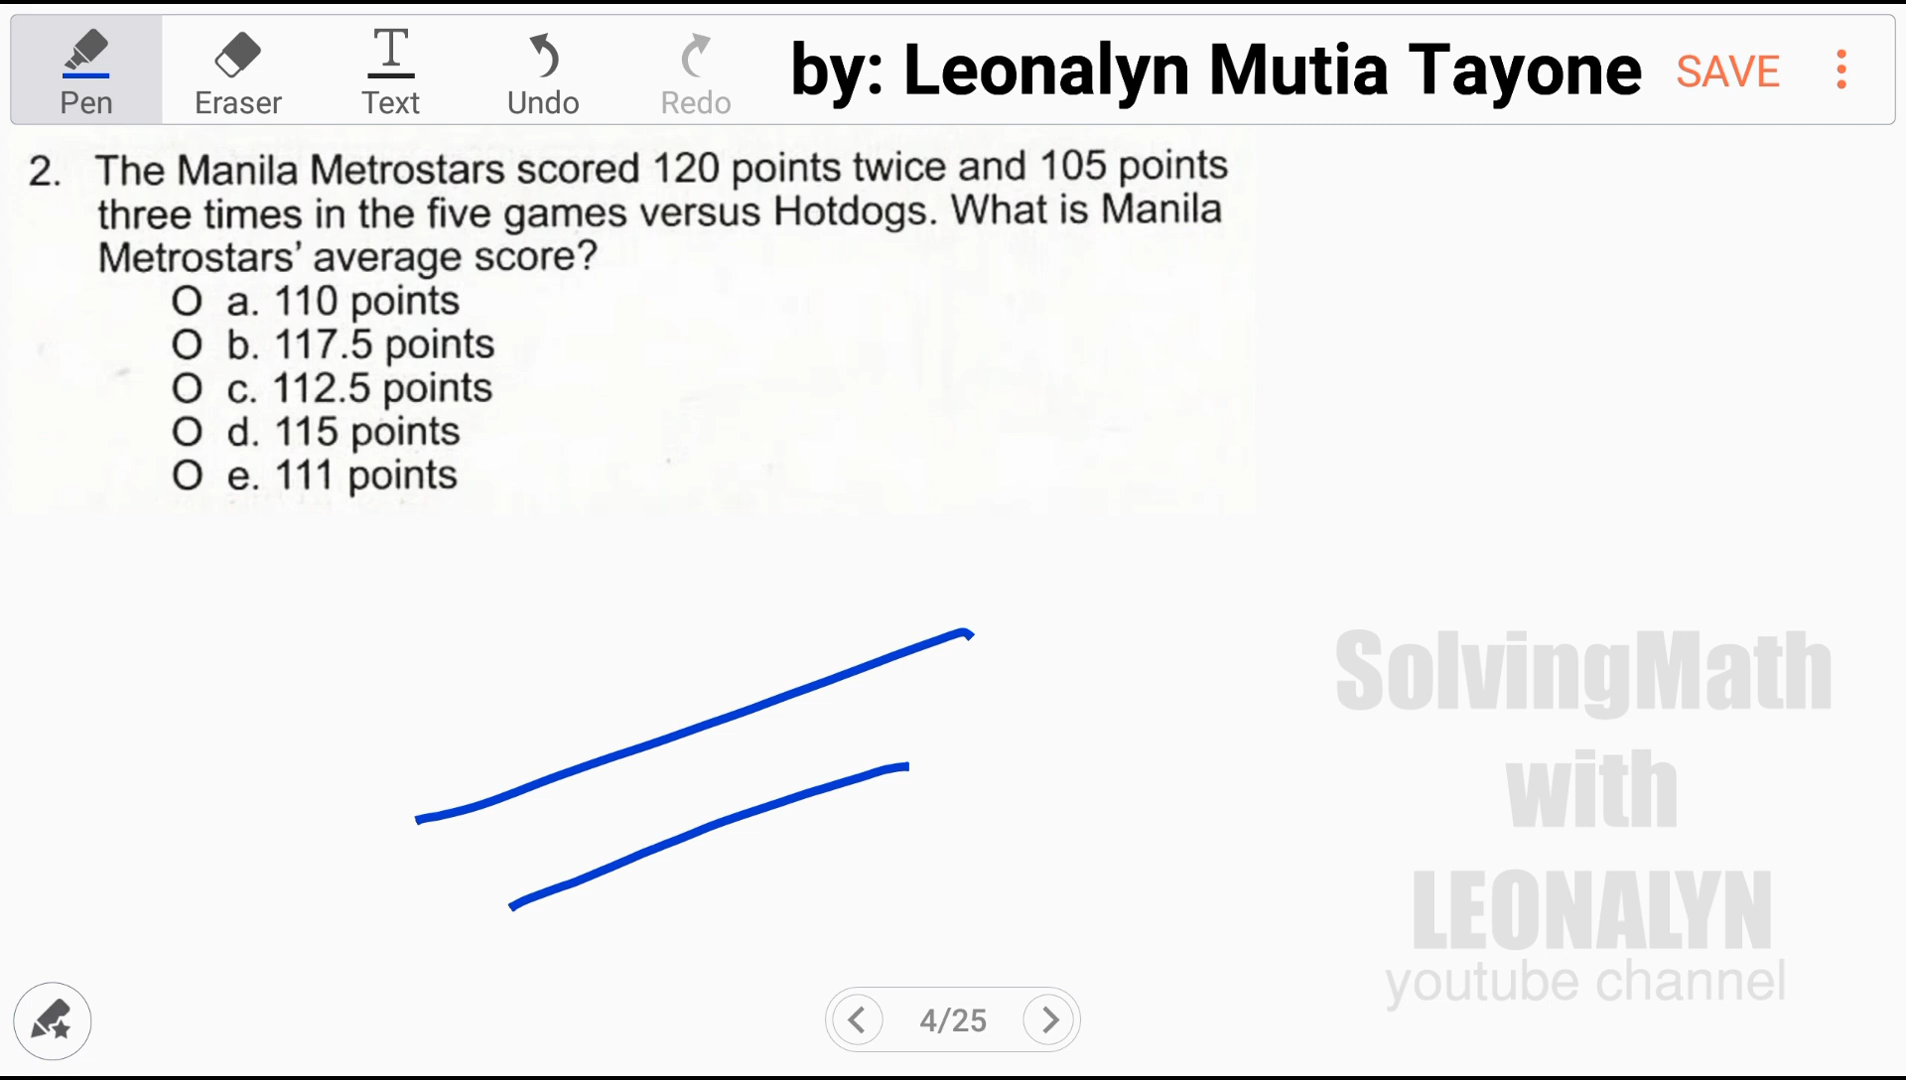 Pen
Eraser
Text
Undo
Redo
by: Leonalyn Mutia Tayone
SAVE
2. The Manila Metrostars scored 120 points twice and 105 points
three times in the five games versus Hotdogs. What is Manila
Metrostars' average score?
O a. 110 points
O b. 117.5 points
O c. 112.5 points
O d. 115 points
O e. 111 points
SolvingMath
with
LEONALYN
youtube channel
4/25